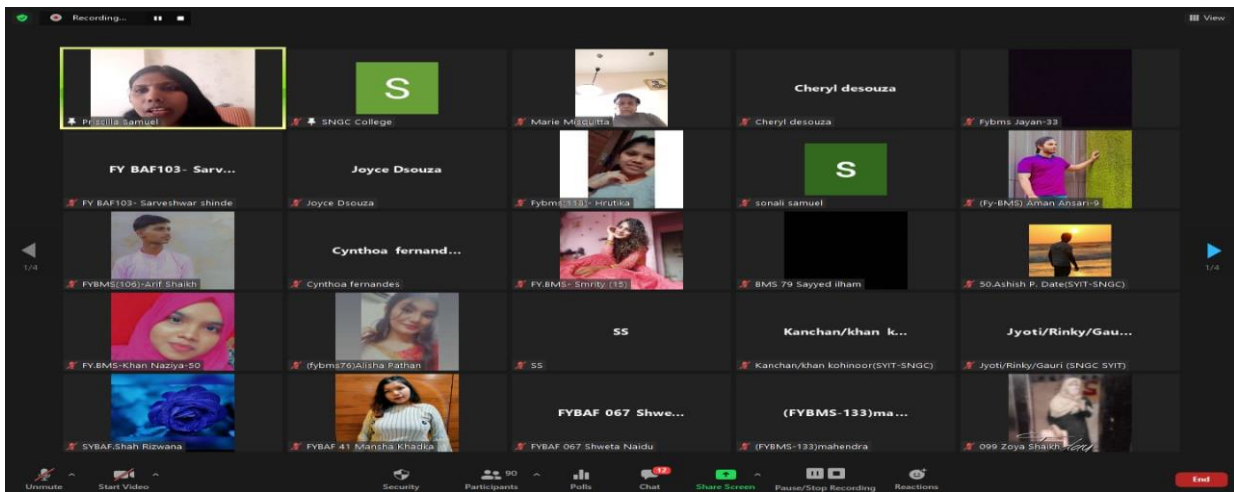 Recording...
View
Priscilla Samuel
S
SNGC College
Marie Misquitta
Cheryl desouza
Cheryl desouza
Fybms Jayan-33
FY BAF103- Sarv...
FY BAF103- Sarveshwar shinde
Joyce Dsouza
Joyce Dsouza
Fybms(118)- Hrutika
S
sonali samuel
(Fy-BMS) Aman Ansari-9
1/4
FYBMS(106)-Arif Shaikh
Cynthoa fernand...
Cynthoa fernandes
FY.BMS- Smrity (15)
BMS 79 Sayyed ilham
50.Ashish P. Date(SYIT-SNGC)
1/4
FY.BMS-Khan Naziya-50
(fybms76)Alisha Pathan
SS
SS
Kanchan/khan k...
Kanchan/khan kohinoor(SYIT-SNGC)
Jyoti/Rinky/Gau...
Jyoti/Rinky/Gauri (SNGC SYIT)
SYBAF.Shah Rizwana
FYBAF 41 Mansha Khadka
FYBAF 067 Shwe...
FYBAF 067 Shweta Naidu
(FYBMS-133)ma...
(FYBMS-133)mahendra
099 Zoya Shaikh
Unmute
Start Video
Security
90
Participants
Polls
12
Chat
Share Screen
Pause/Stop Recording
Reactions
End